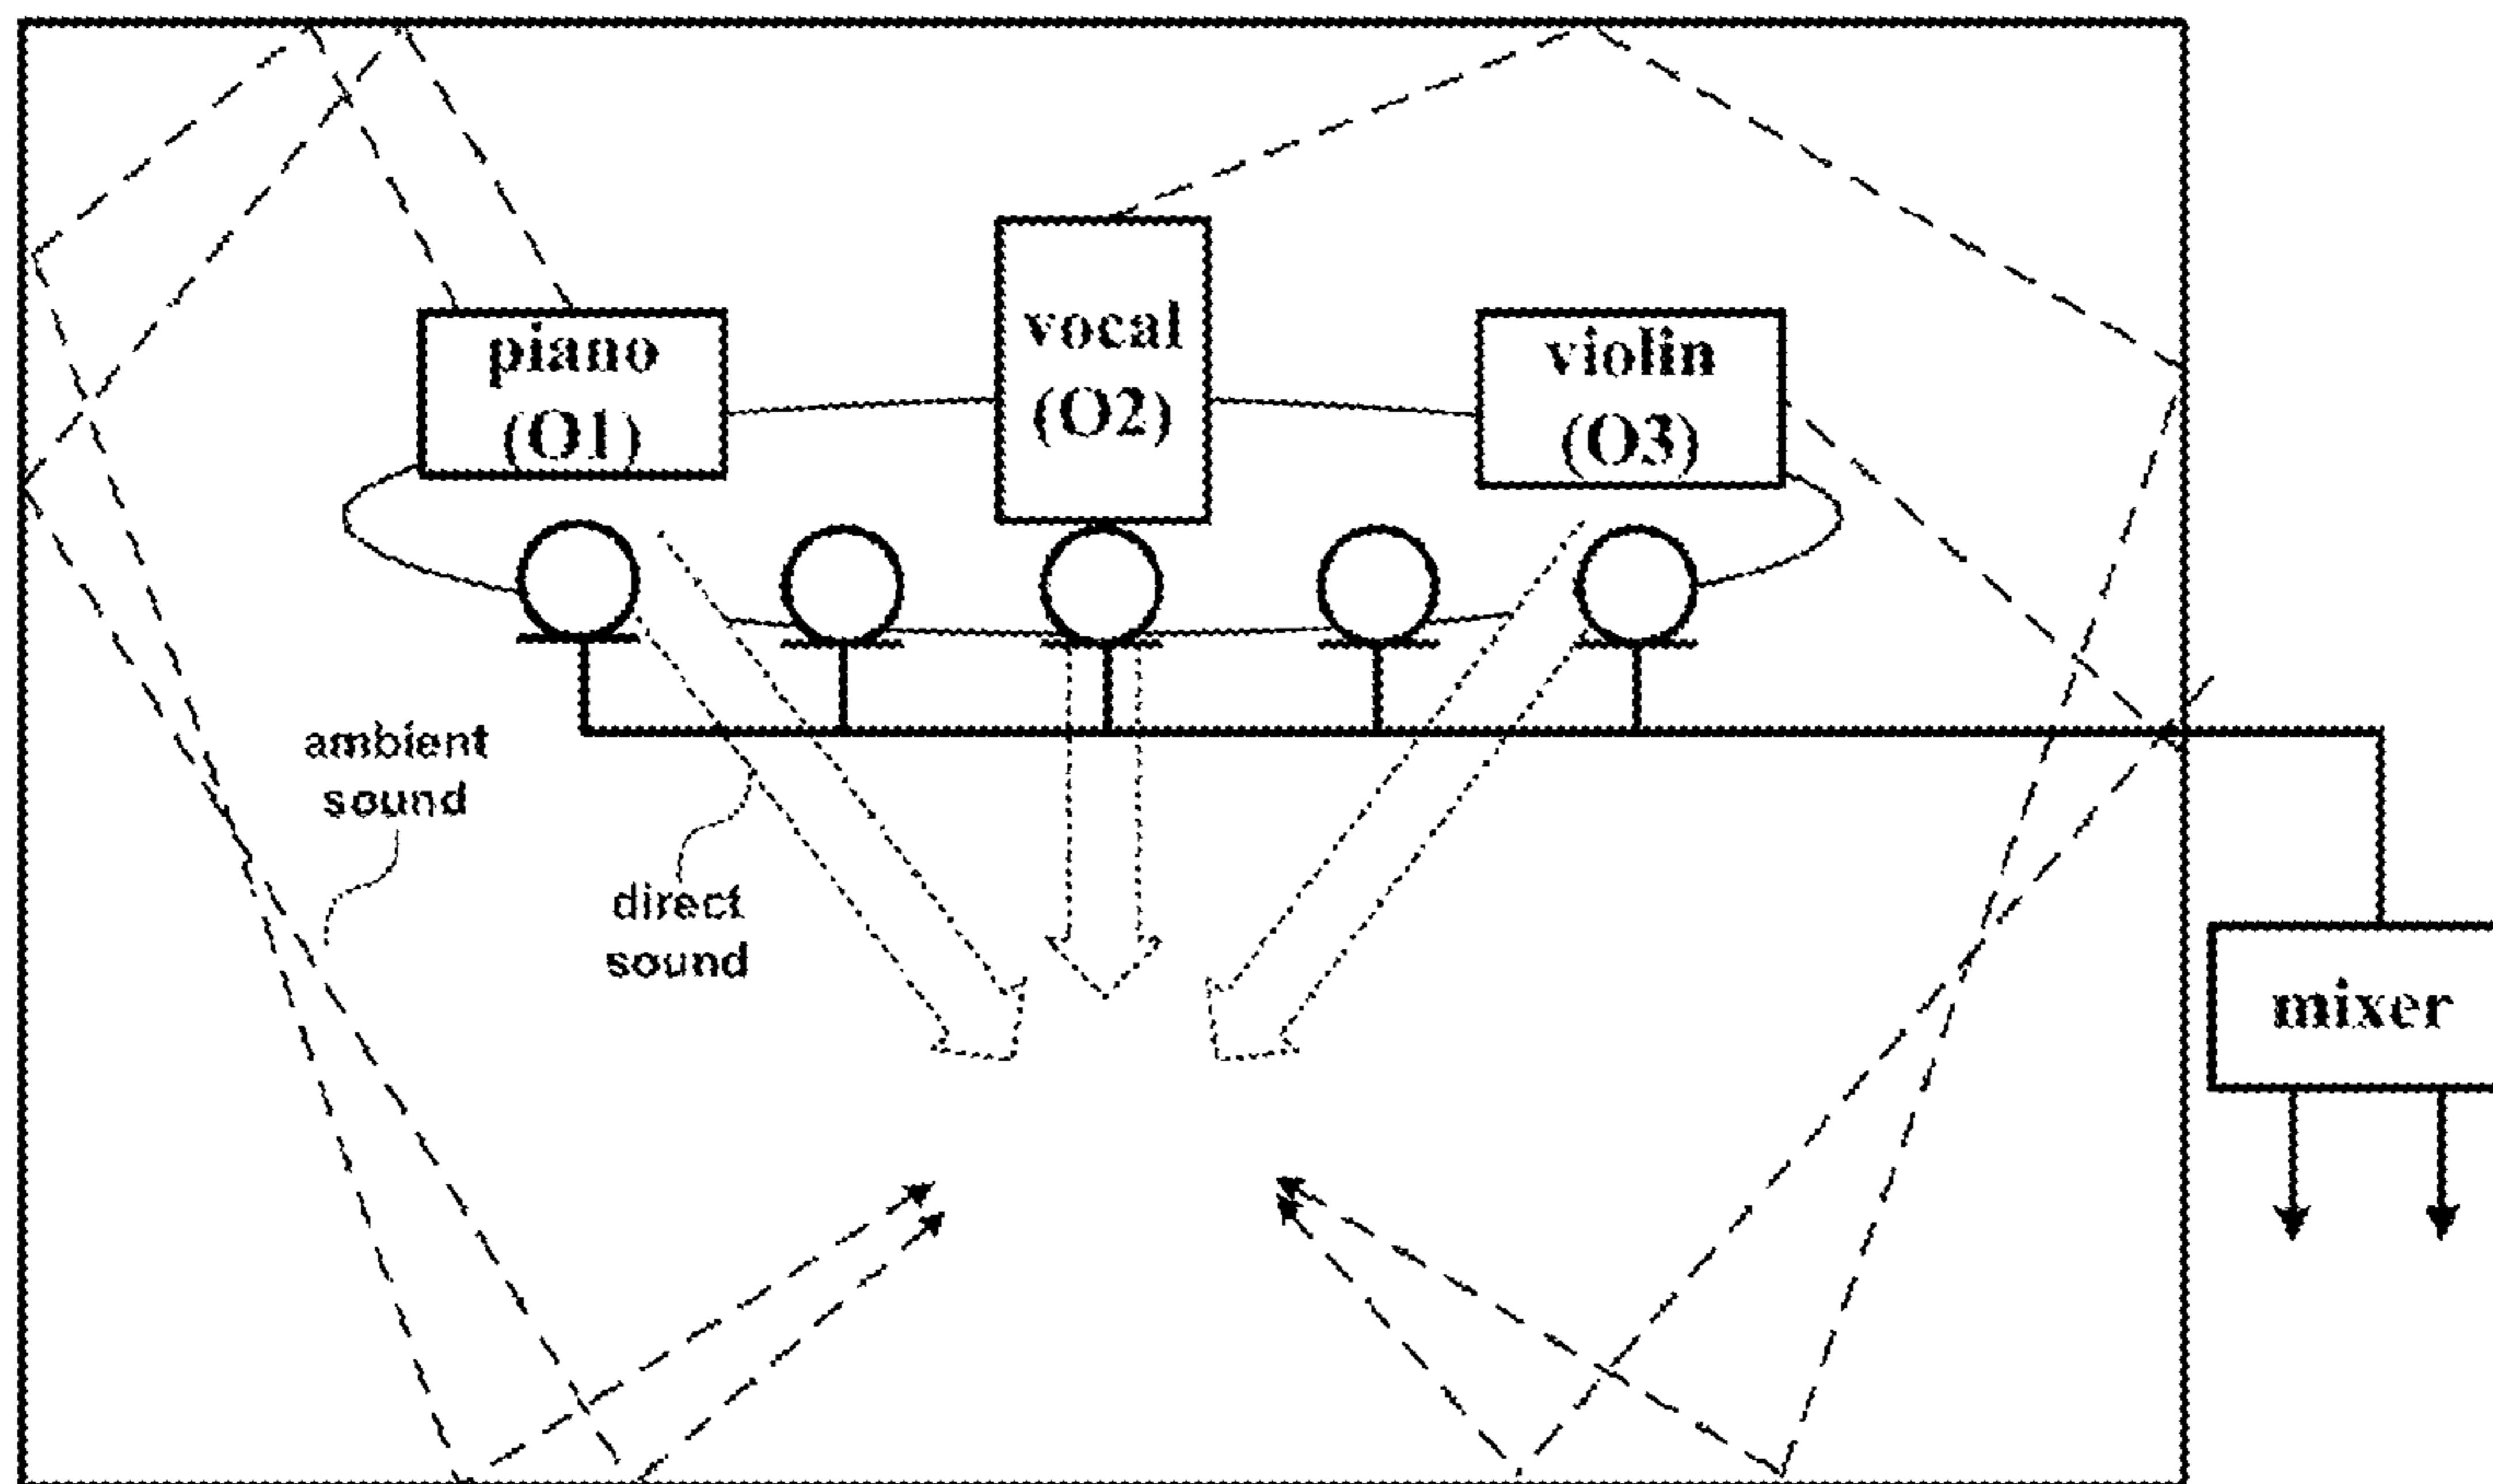 piano
(O1)
vocal
(O2)
violin
(O3)
ambient
sound
direct
sound
mixer